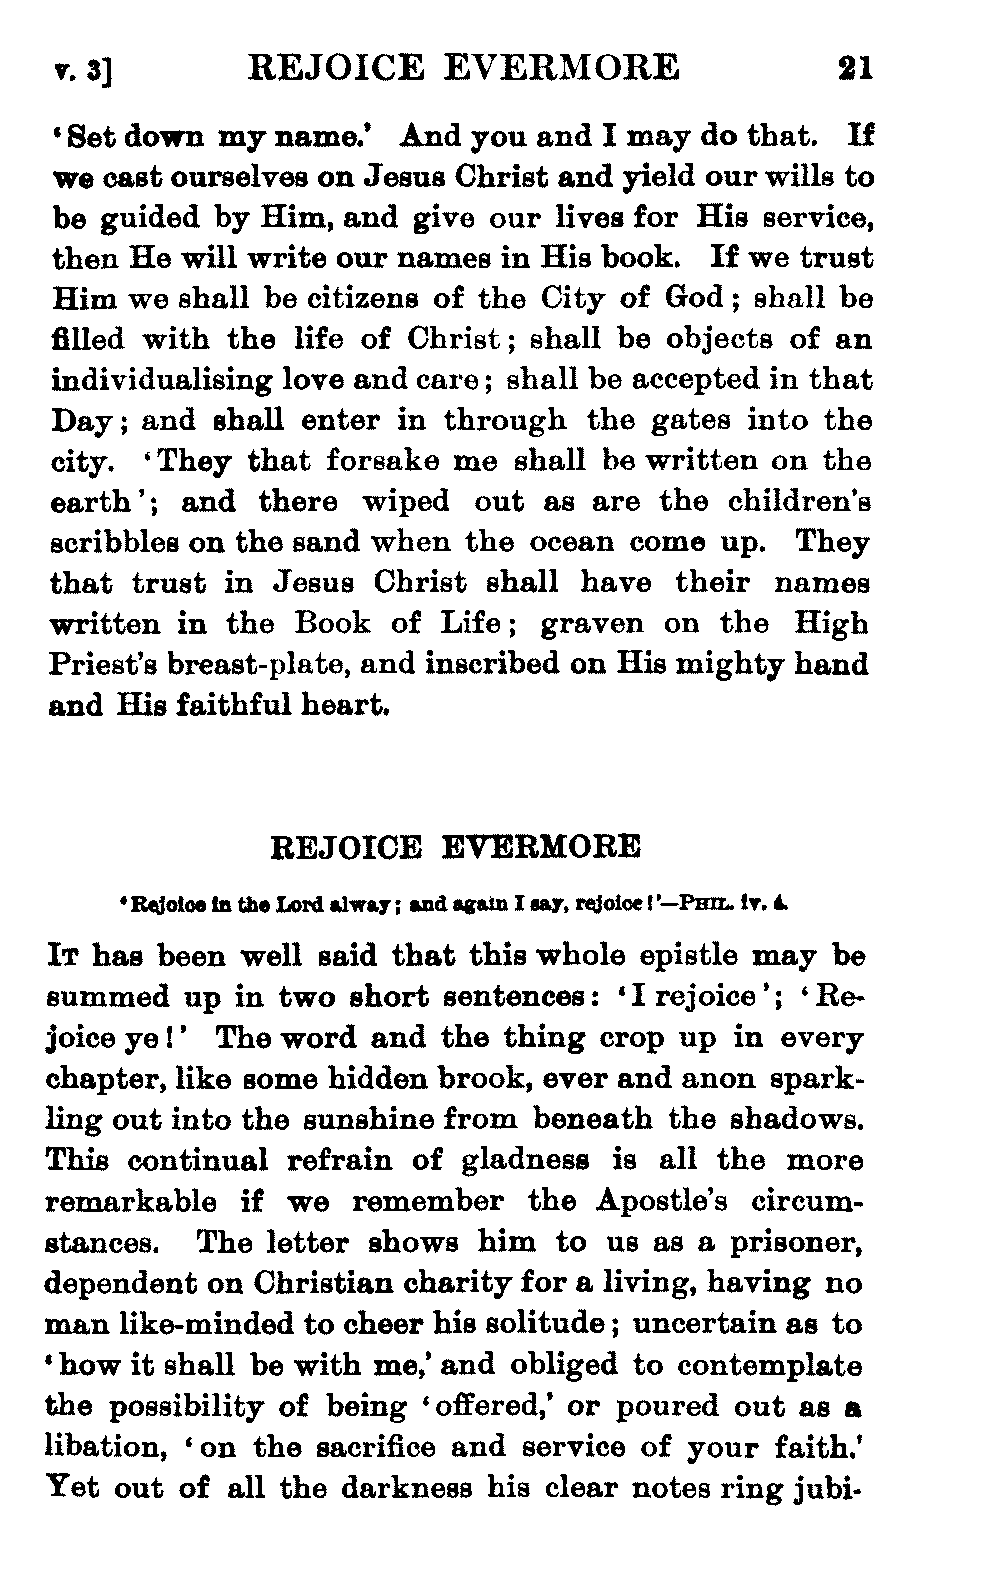 v. 3] REJOICE EVERMORE 21
‘Set down my name.’ And you and I may do that. If
we cast ourselves on Jesus Christ and yield our wills to
be guided by Him, and give our lives for His service,
then He will write our names in His book. If we trust
Him we shall be citizens of the City of God; shall be
filled with the life of Christ; shall be objects of an
individualising love and care; shall be accepted in that
Day; and shall enter in through the gates into the
city. ‘They that forsake me shall be written on the
earth’; and there wiped out as are the children's
scribbles on the sand when the ocean come up. They
that trust in Jesus Christ shall have their names
written in the Book of Life; graven on the High
Priest's breast-plate, and inscribed on His mighty hand
and His faithful heart.
REJOICE EVERMORE
‘Rejoice in the Lord alway; and again I say, rejoice!’—PHIL. iv. 4.
IT has been well said that this whole epistle may be
summed up in two short sentences: ‘I rejoice’; ‘Re-
joice ye!’ The word and the thing crop up in every
chapter, like some hidden brook, ever and anon spark-
ling out into the sunshine from beneath the shadows.
This continual refrain of gladness is all the more
remarkable if we remember the Apostle's circum-
stances. The letter shows him to us as a prisoner,
dependent on Christian charity for a living, having no
man like-minded to cheer his solitude; uncertain as to
‘how it shall be with me,’ and obliged to contemplate
the possibility of being ‘offered,’ or poured out as a
libation, ‘on the sacrifice and service of your faith.’
Yet out of all the darkness his clear notes ring jubi-